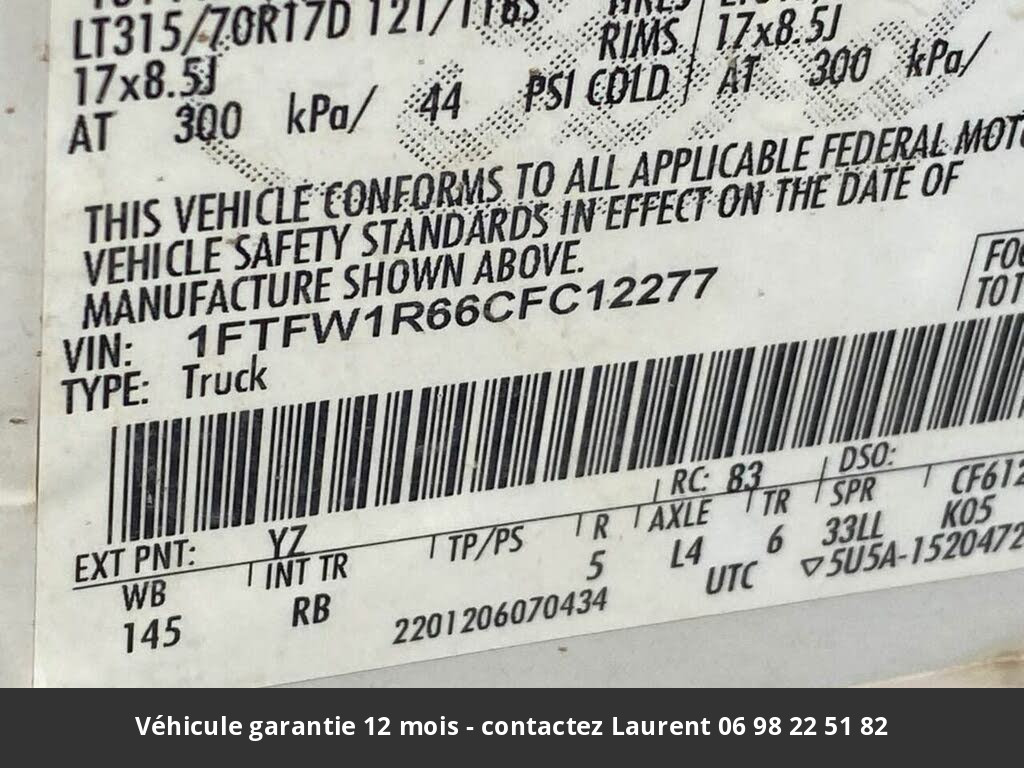 LT315/70R17D 121/118S
RIMS 17x8.5J
17x8.5J
AT 300 kPa/ 44 PSI COLD AT 300 kPa/
THIS VEHICLE CONFORMS TO ALL APPLICABLE FEDERAL MOT
VEHICLE SAFETY STANDARDS IN EFFECT ON THE DATE OF
MANUFACTURE SHOWN ABOVE.
VIN: 1FTFW1R66CFC12277
TYPE: Truck
RC: 83 DSO:
EXT PNT: YZ
WB INT TR TP/PS R AXLE TR SPR CF612
145 RB 5 L4 6 33LL K05
2201206070434 UTC ▽5U5A-1520472
Véhicule garantie 12 mois - contactez Laurent 06 98 22 51 82